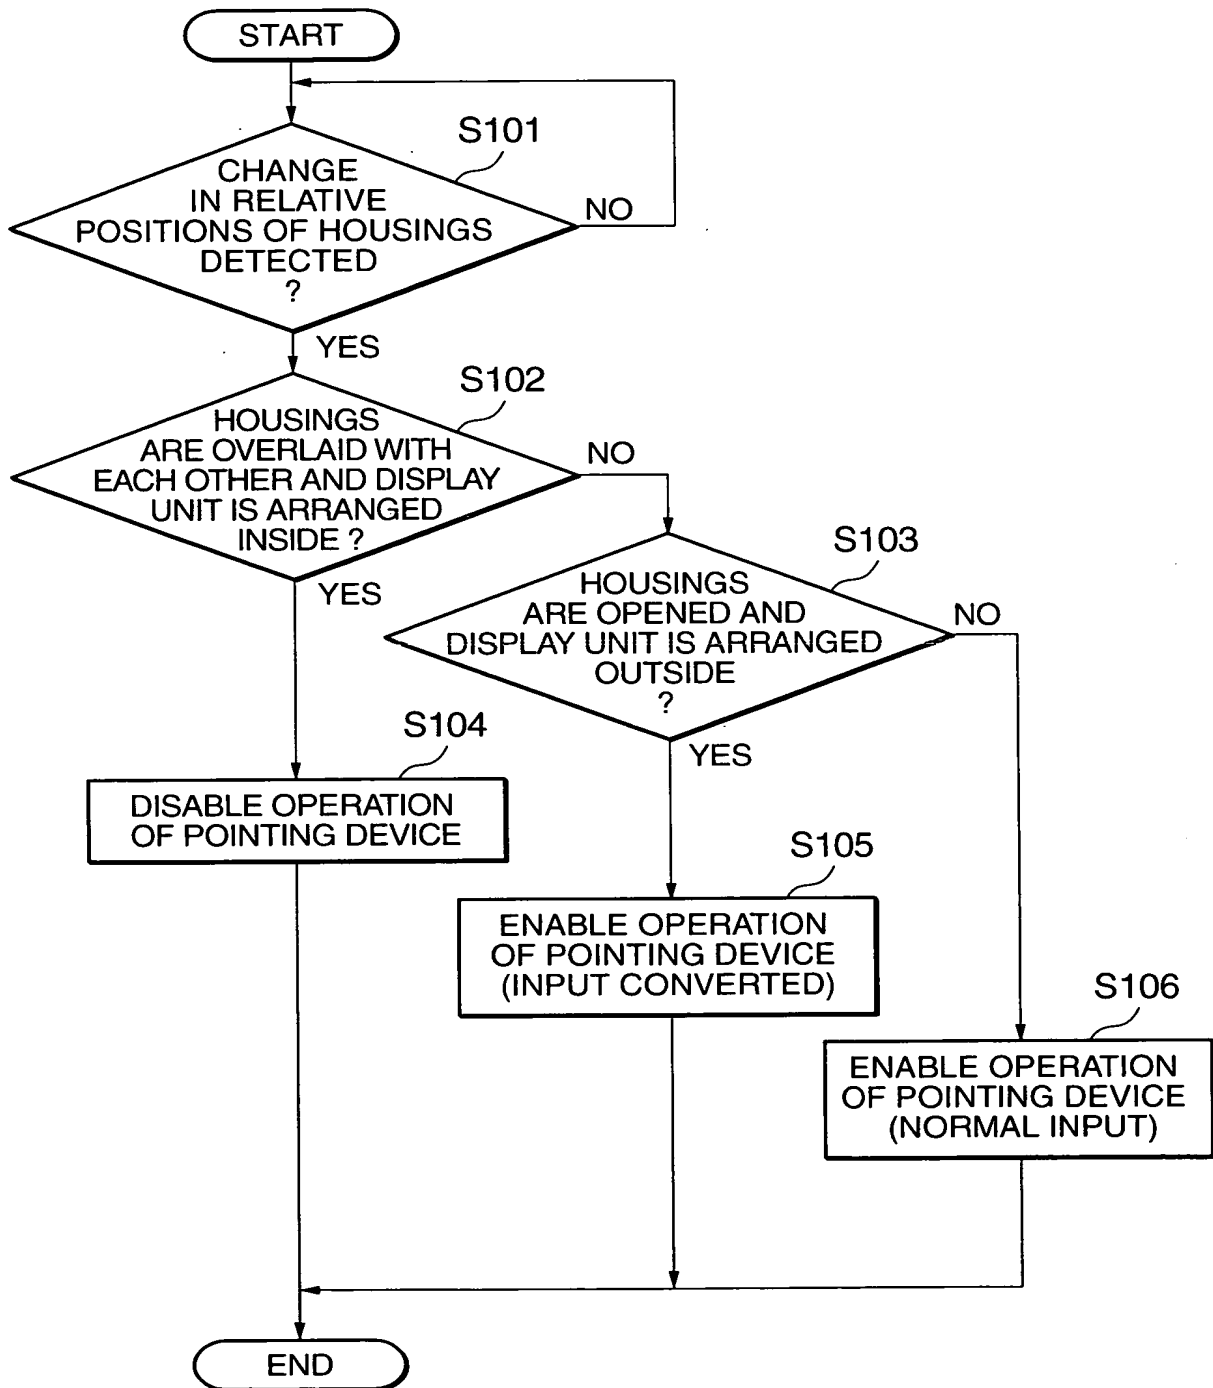 START
S101
CHANGE
IN RELATIVE
POSITIONS OF HOUSINGS
DETECTED
?
NO
YES
S102
HOUSINGS
ARE OVERLAID WITH
EACH OTHER AND DISPLAY
UNIT IS ARRANGED
INSIDE ?
NO
YES
S103
HOUSINGS
ARE OPENED AND
DISPLAY UNIT IS ARRANGED
OUTSIDE
?
NO
YES
S104
DISABLE OPERATION
OF POINTING DEVICE
S105
ENABLE OPERATION
OF POINTING DEVICE
(INPUT CONVERTED)
S106
ENABLE OPERATION
OF POINTING DEVICE
(NORMAL INPUT)
END